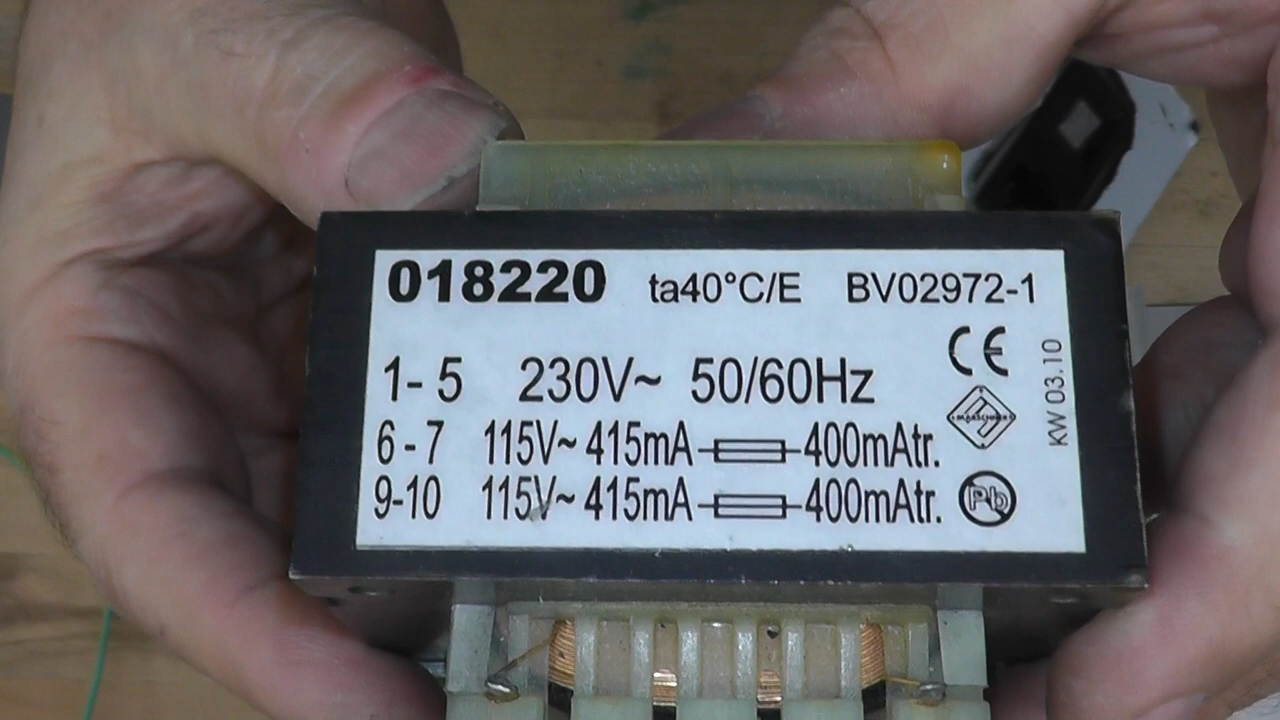 018220 ta40°C/E BV02972-1
1- 5 230V~ 50/60Hz
6 - 7 115V~ 415mA 400mAtr.
9-10 115V~ 415mA 400mAtr.
CE
Pb
KW 03.10